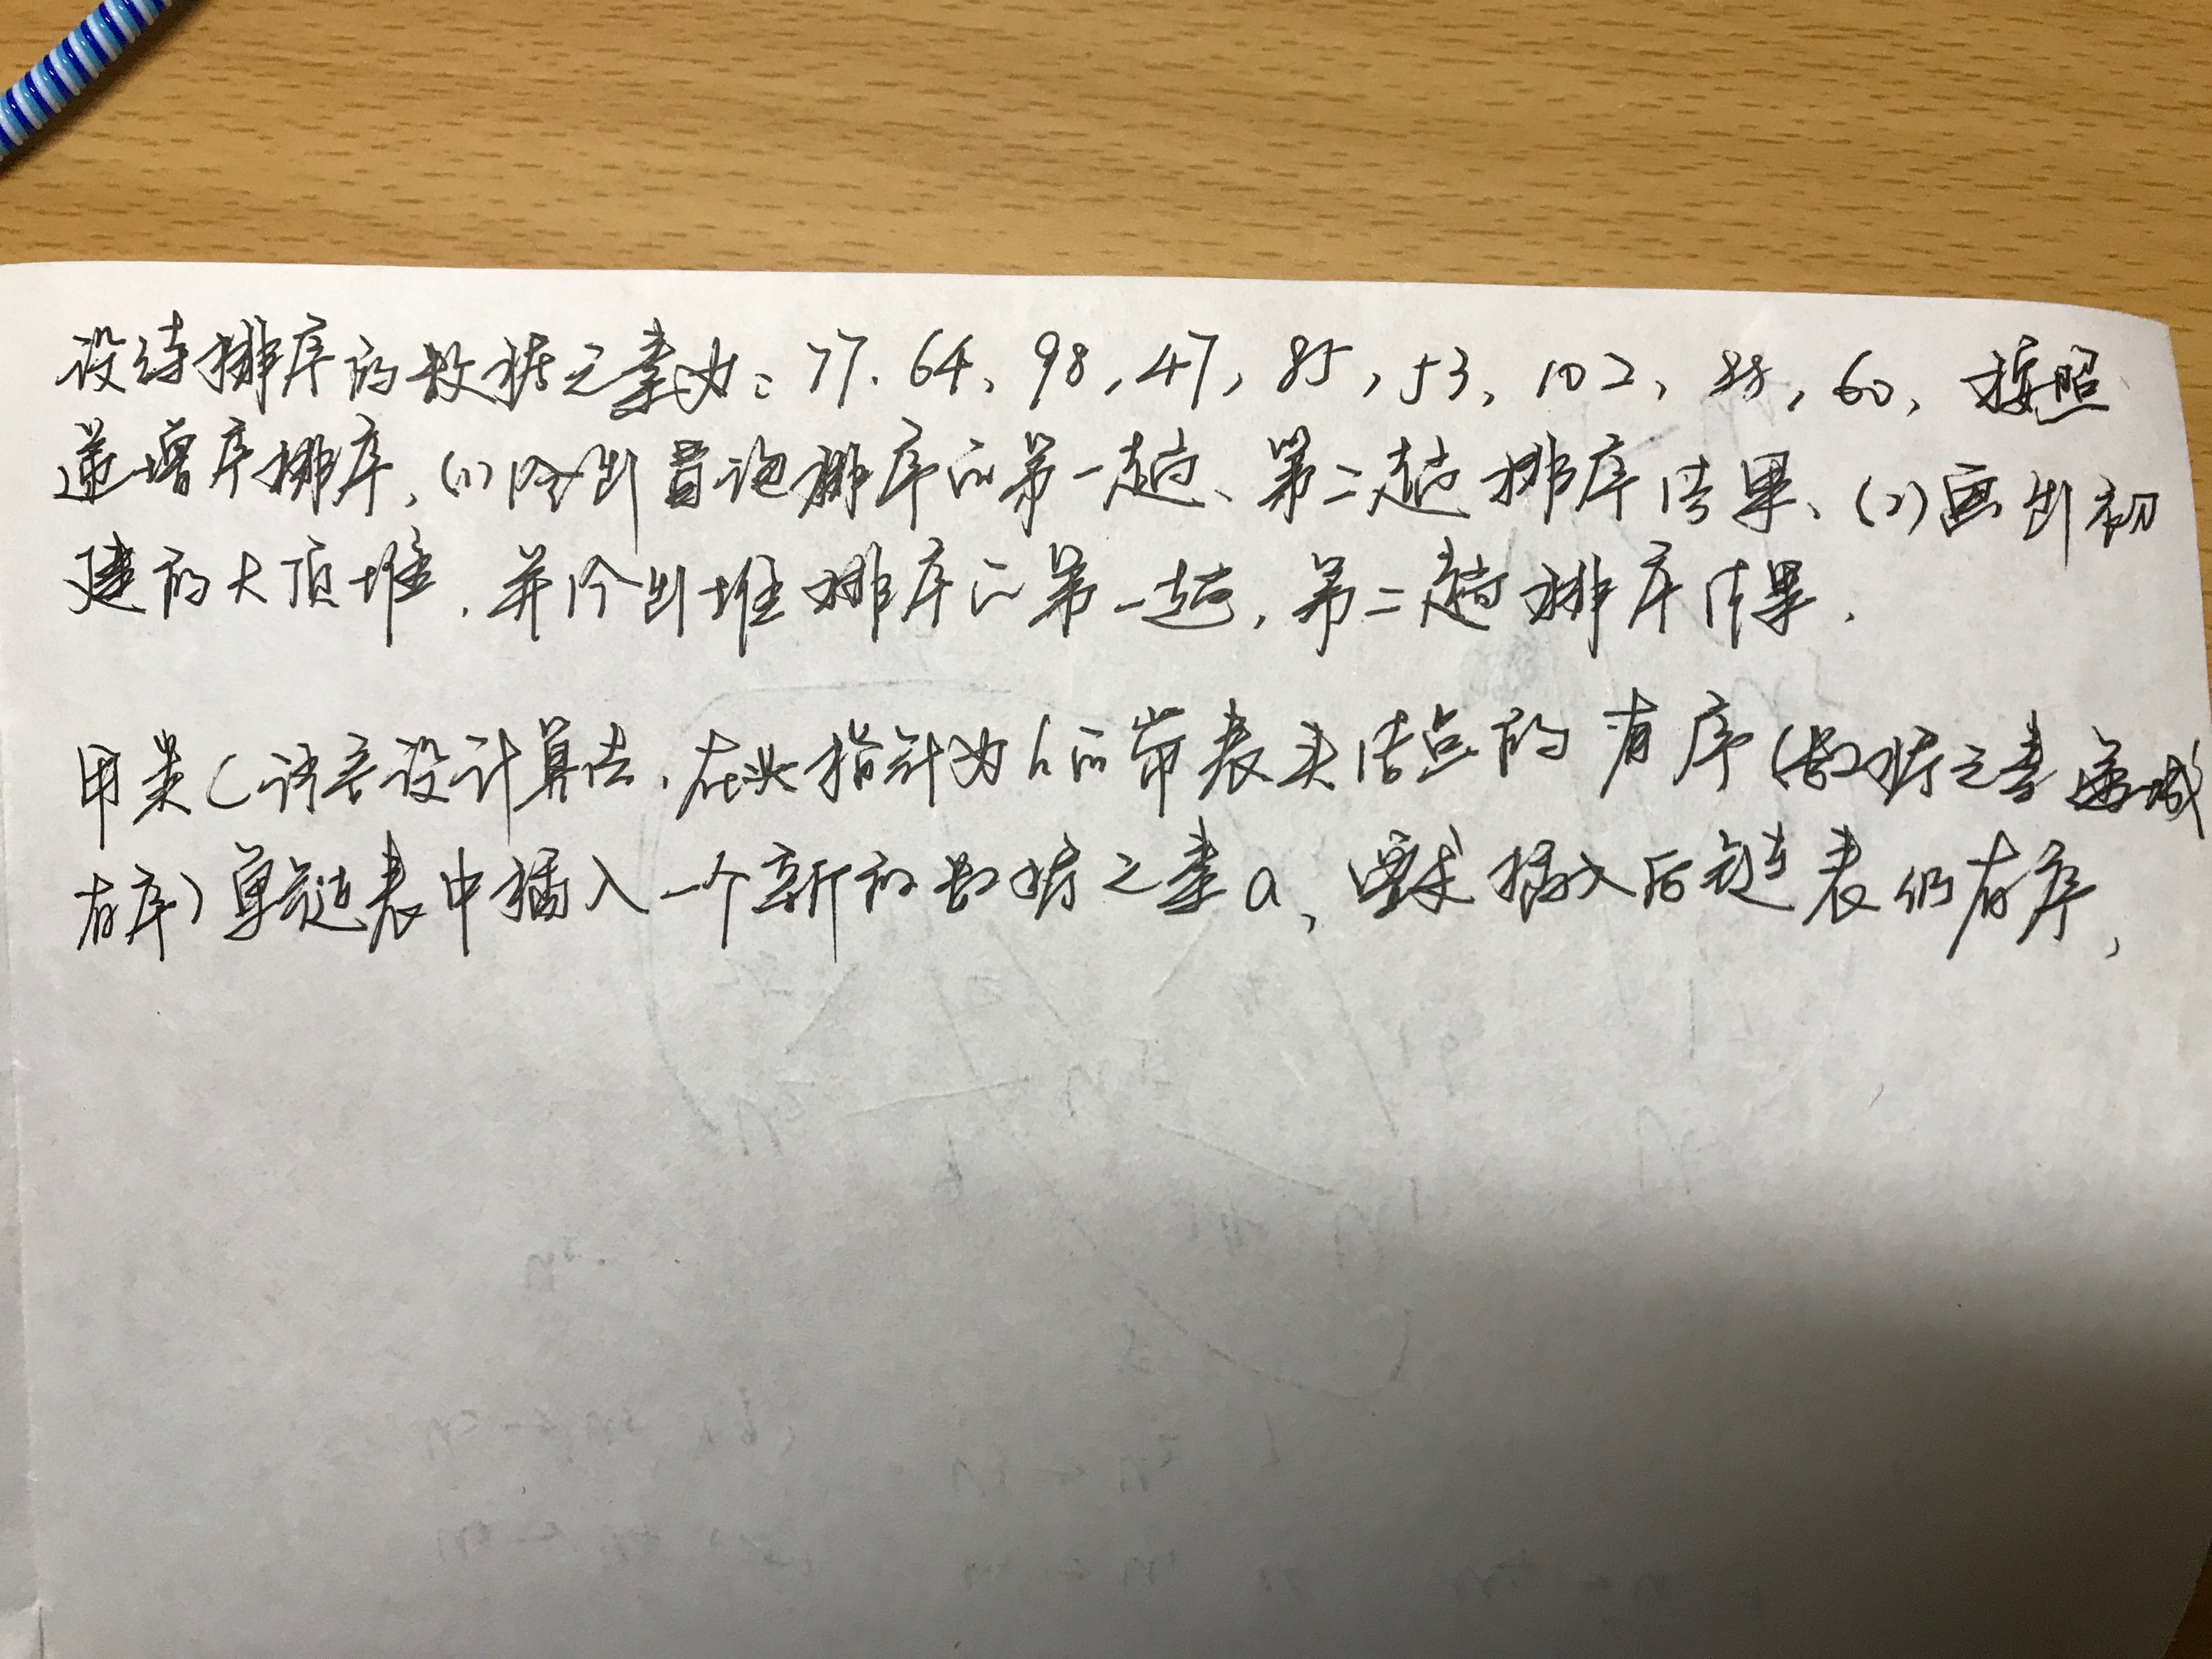 设待排序的数据元素为：77、64、98，47，85，53，102，38，60，按照
递增序排序，(1)给出冒泡排序的第一趟、第二趟排序结果、(2)画出初
建的大顶堆，并给出堆排序的第一趟，第二趟排序结果．
用类C语言设计算法，在头指针为h的带表头结点的有序(数据元素递减
有序)单链表中插入一个新的数据元素a，要求插入后链表仍有序，